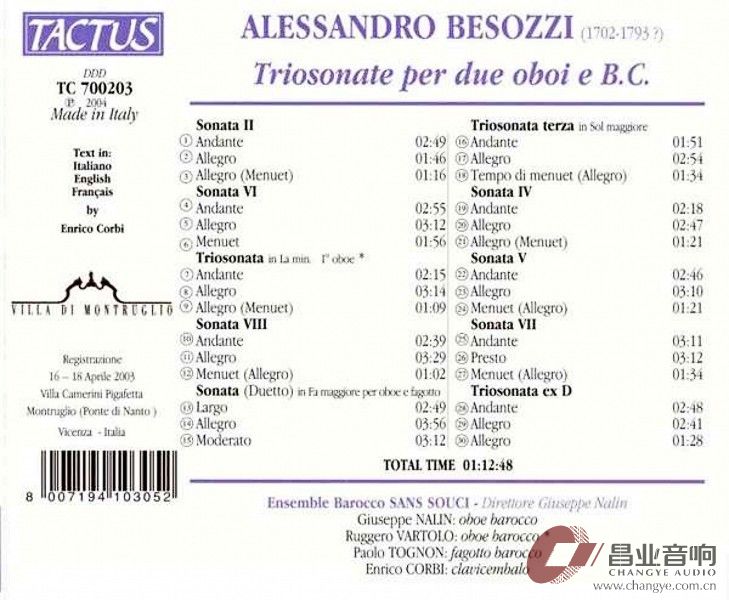 TACTUS
DDD
TC 700203
℗ 2004
Made in Italy
Text in:
Italiano
English
Français
by
Enrico Corbi
VILLA DI MONTRUGLIO
Registrazione
16 - 18 Aprile 2003
Villa Camerini Pigafetta
Montruglio (Ponte di Nanto )
Vicenza - Italia
8 007194 103052
ALESSANDRO BESOZZI (1702-1793 ?)
Triosonate per due oboi e B.C.
Sonata II
① Andante 02:49
② Allegro 01:46
③ Allegro (Menuet) 01:16
Sonata VI
④ Andante 02:55
⑤ Allegro 03:12
⑥ Menuet 01:56
Triosonata in La min. I° oboe *
⑦ Andante 02:15
⑧ Allegro 03:14
⑨ Allegro (Menuet) 01:09
Sonata VIII
⑩ Andante 02:39
⑪ Allegro 03:29
⑫ Menuet (Allegro) 01:02
Sonata (Duetto) in Fa maggiore per oboe e fagotto
⑬ Largo 02:49
⑭ Allegro 03:56
⑮ Moderato 03:12
Triosonata terza in Sol maggiore
⑯ Andante 01:51
⑰ Allegro 02:54
⑱ Tempo di menuet (Allegro) 01:34
Sonata IV
⑲ Andante 02:18
⑳ Allegro 02:47
㉑ Allegro (Menuet) 01:21
Sonata V
㉒ Andante 02:46
㉓ Allegro 03:10
㉔ Menuet (Allegro) 01:21
Sonata VII
㉕ Andante 03:11
㉖ Presto 03:12
㉗ Menuet (Allegro) 01:34
Triosonata ex D
㉘ Andante 02:48
㉙ Allegro 02:41
㉚ Allegro 01:28
TOTAL TIME 01:12:48
Ensemble Barocco SANS SOUCI - Direttore Giuseppe Nalin
Giuseppe NALIN: oboe barocco
Ruggero VARTOLO: oboe barocco *
Paolo TOGNON: fagotto barocco
Enrico CORBI: clavicembalo
昌业音响
CHANGYE AUDIO
www.changye.com